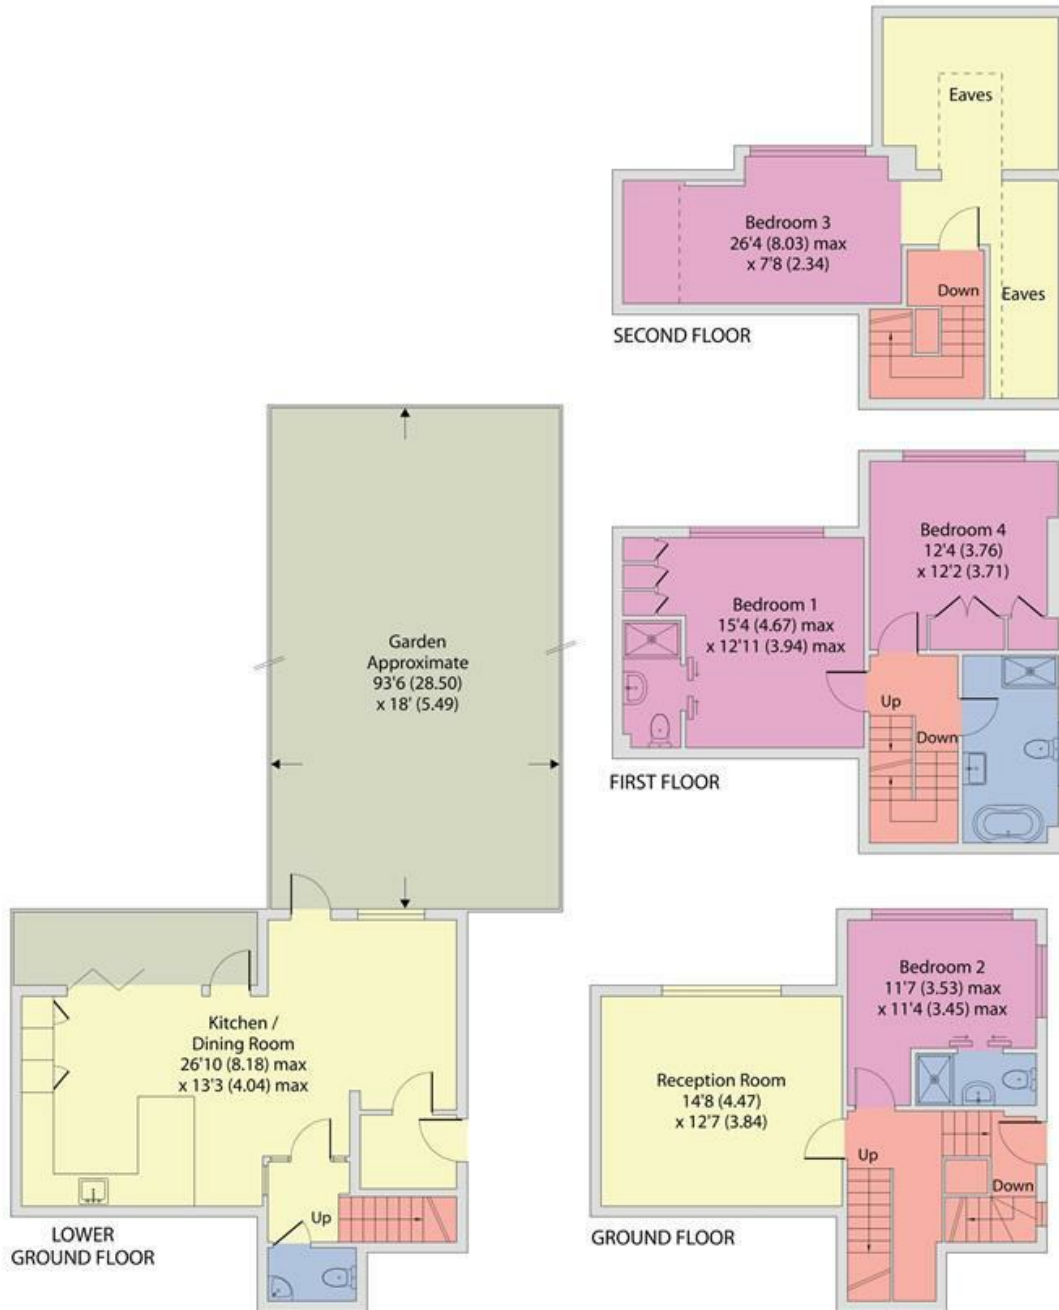 Eaves
Bedroom 3
26'4 (8.03) max
x 7'8 (2.34)
Down
Eaves
SECOND FLOOR
Garden
Approximate
93'6 (28.50)
x 18' (5.49)
Bedroom 4
12'4 (3.76)
x 12'2 (3.71)
Bedroom 1
15'4 (4.67) max
x 12'11 (3.94) max
Up
Down
FIRST FLOOR
Kitchen /
Dining Room
26'10 (8.18) max
x 13'3 (4.04) max
Up
LOWER
GROUND FLOOR
Bedroom 2
11'7 (3.53) max
x 11'4 (3.45) max
Reception Room
14'8 (4.47)
x 12'7 (3.84)
Up
Down
GROUND FLOOR